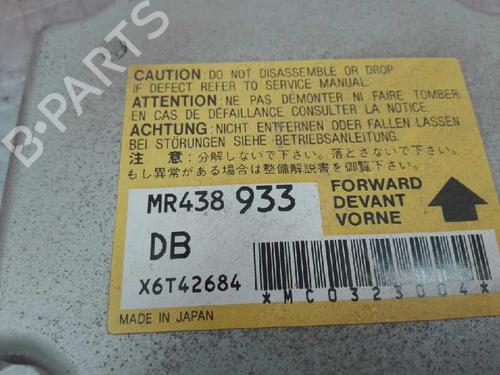 B-PARTS
CAUTION: DO NOT DISASSEMBLE OR DROP
IF DEFECT REFER TO SERVICE MANUAL.
ATTENTION: NE PAS DÉMONTER NI FAIRE TOMBER.
EN CAS DE DÉFAILLANCE CONSULTER LA NOTICE.
ACHTUNG: NICHT ENTFERNEN ODER FALLEN LASSEN
BEI STÖRUNGEN SIEHE BETRIEBSANLEITUNG.
注 意: 分解しないで下さい。落とさないで下さい。
もし異常がある場合は整備解説書を御覧下さい。
MR438 933
FORWARD
DEVANT
VORNE
DB
X6T42684
*MC0323004*
MADE IN JAPAN